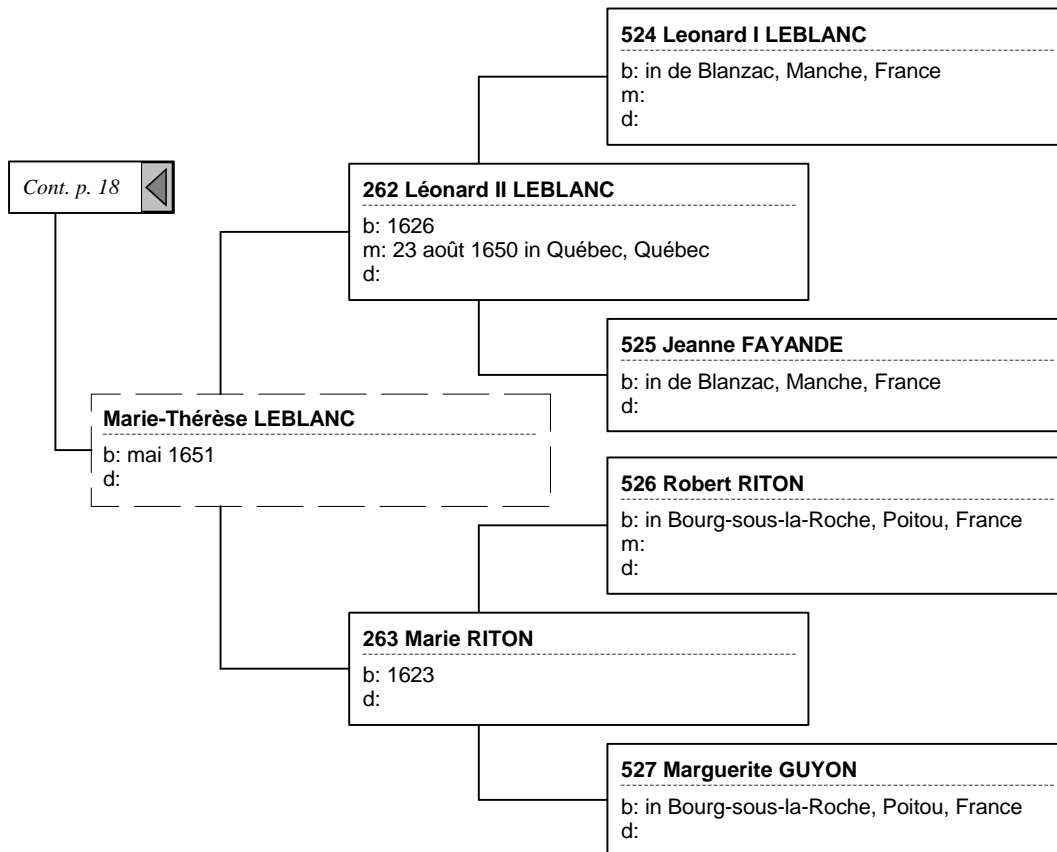 524 Leonard I LEBLANC
b: in de Blanzac, Manche, France
m:
d:
Cont. p. 18
262 Léonard II LEBLANC
b: 1626
m: 23 août 1650 in Québec, Québec
d:
525 Jeanne FAYANDE
b: in de Blanzac, Manche, France
d:
Marie-Thérèse LEBLANC
b: mai 1651
d:
526 Robert RITON
b: in Bourg-sous-la-Roche, Poitou, France
m:
d:
263 Marie RITON
b: 1623
d:
527 Marguerite GUYON
b: in Bourg-sous-la-Roche, Poitou, France
d: